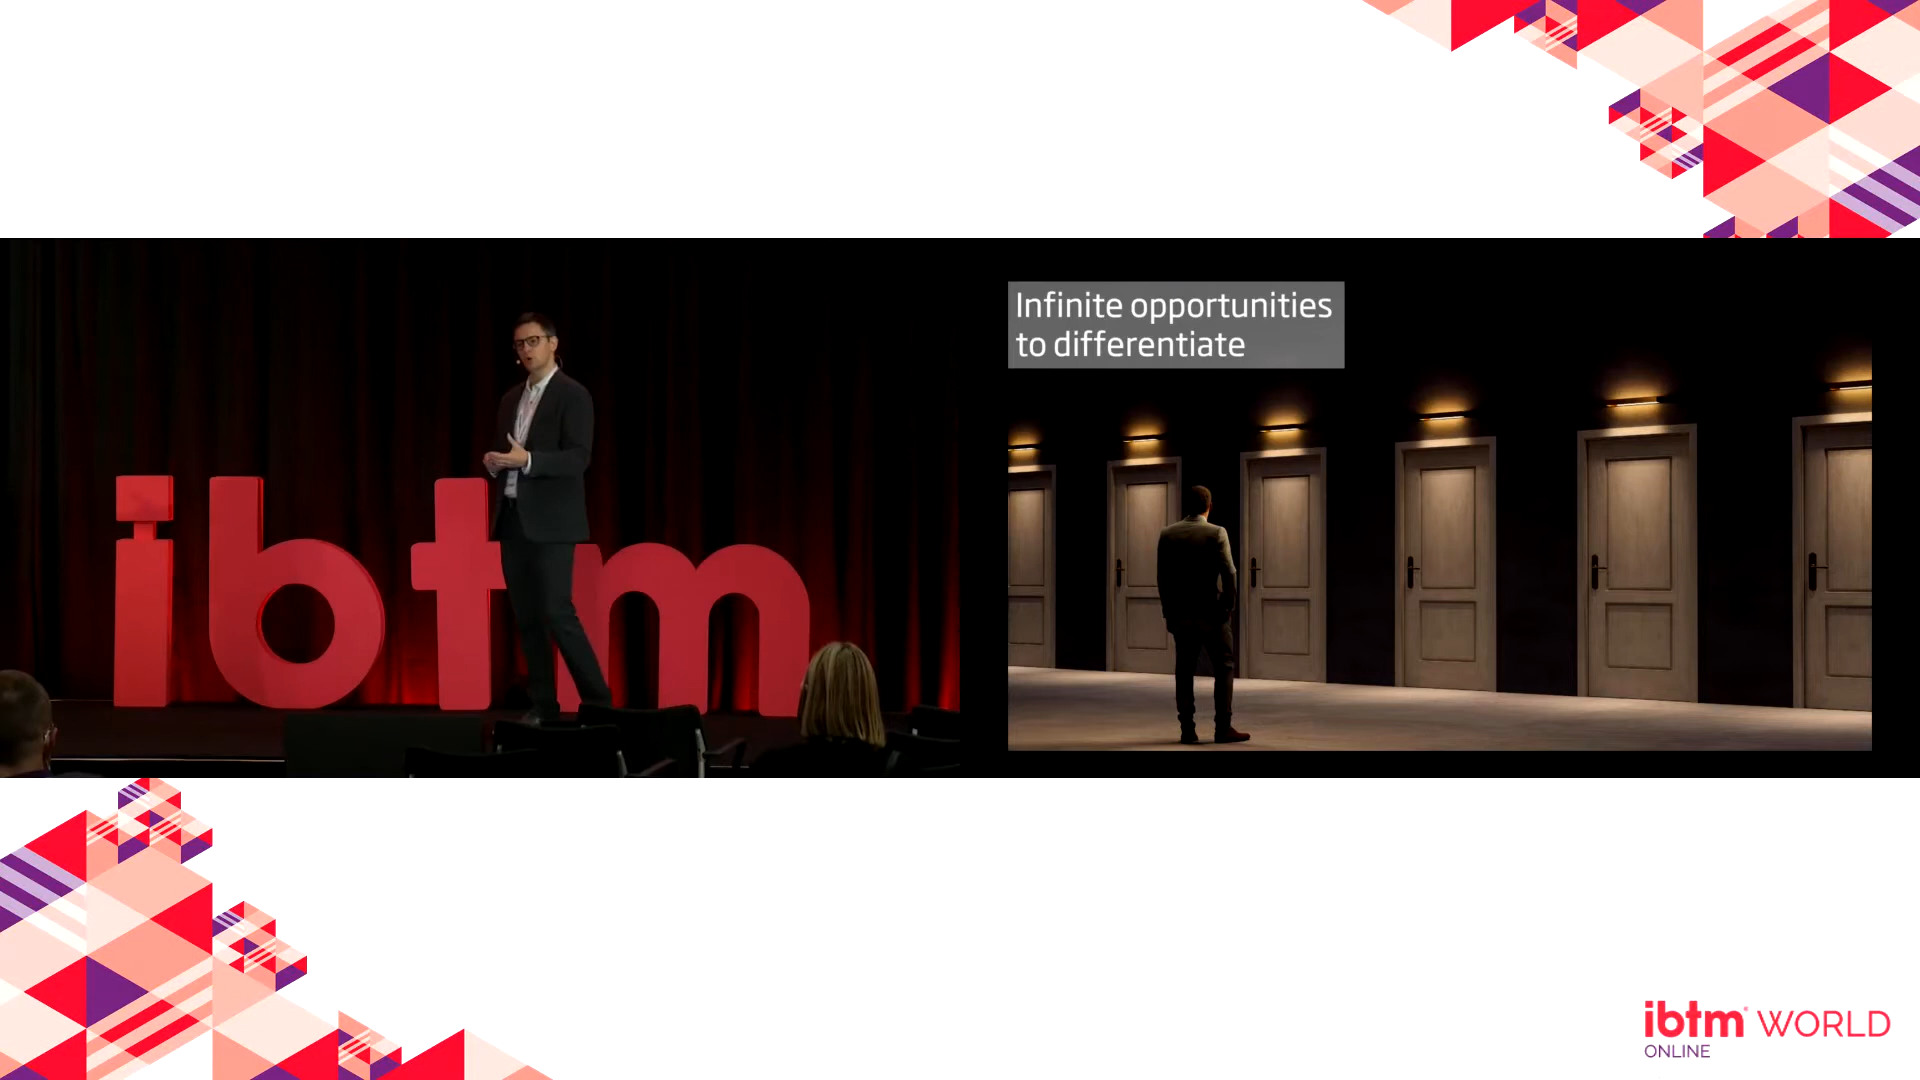 Infinite opportunities
to differentiate
ibtm
ibtm WORLD
ONLINE